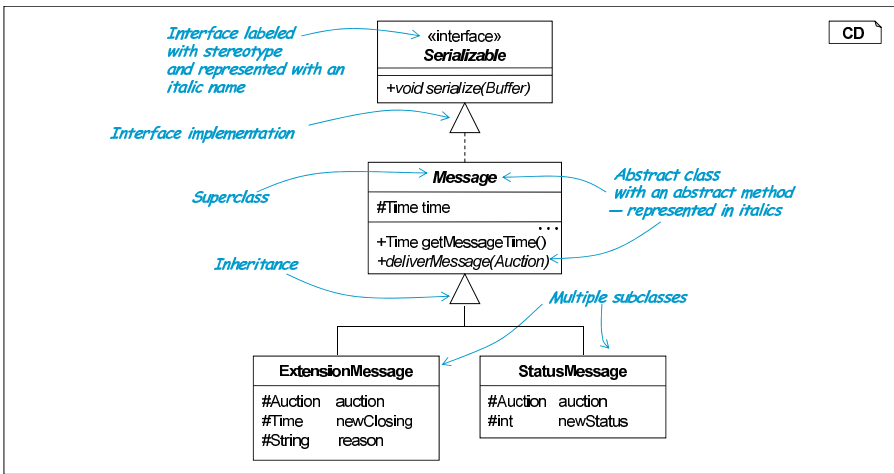 Interface labeled
with stereotype
and represented with an
italic name
«interface»
Serializable
+void serialize(Buffer)
CD
Interface implementation
Superclass
Message
#Time time
...
+Time getMessageTime()
+deliverMessage(Auction)
Abstract class
with an abstract method
— represented in italics
Inheritance
Multiple subclasses
ExtensionMessage
#Auction auction
#Time newClosing
#String reason
StatusMessage
#Auction auction
#int newStatus